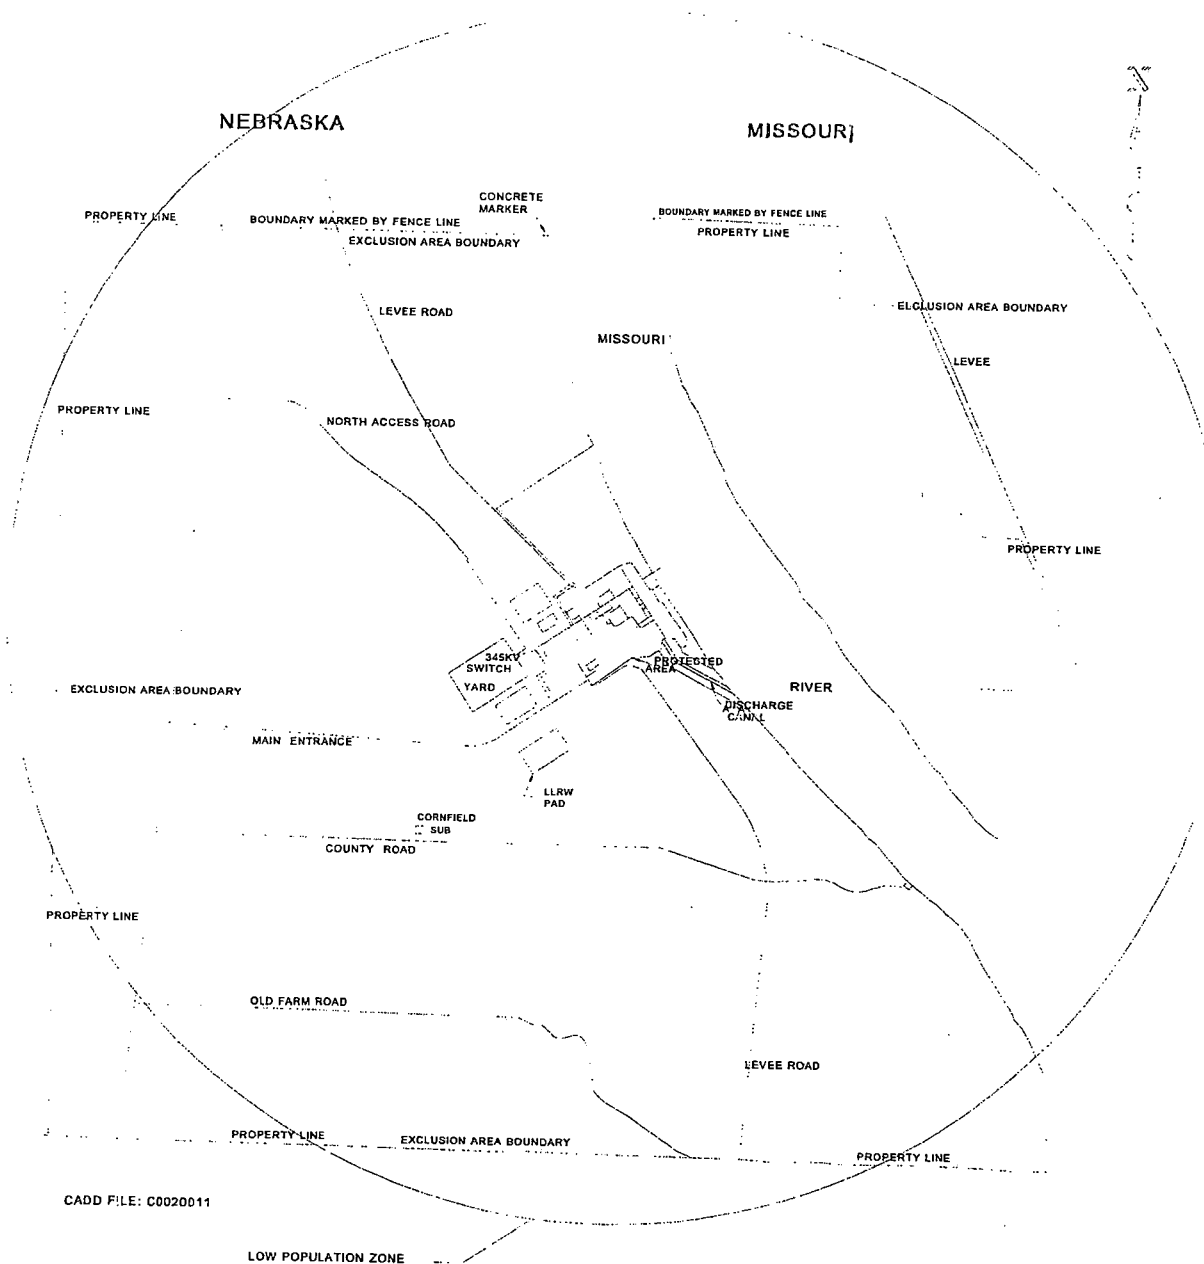 NEBRASKA
MISSOURI
CONCRETE
MARKER
PROPERTY LINE
BOUNDARY MARKED BY FENCE LINE
EXCLUSION AREA BOUNDARY
BOUNDARY MARKED BY FENCE LINE
PROPERTY LINE
LEVEE ROAD
ELCLUSION AREA BOUNDARY
MISSOURI
LEVEE
PROPERTY LINE
NORTH ACCESS ROAD
PROPERTY LINE
345KV
SWITCH
YARD
PROTECTED
AREA
EXCLUSION AREA BOUNDARY
RIVER
DISCHARGE
CANAL
MAIN ENTRANCE
LLRW
PAD
CORNFIELD
SUB
COUNTY ROAD
PROPERTY LINE
OLD FARM ROAD
LEVEE ROAD
PROPERTY LINE
EXCLUSION AREA BOUNDARY
PROPERTY LINE
CADD FILE: C0020011
LOW POPULATION ZONE